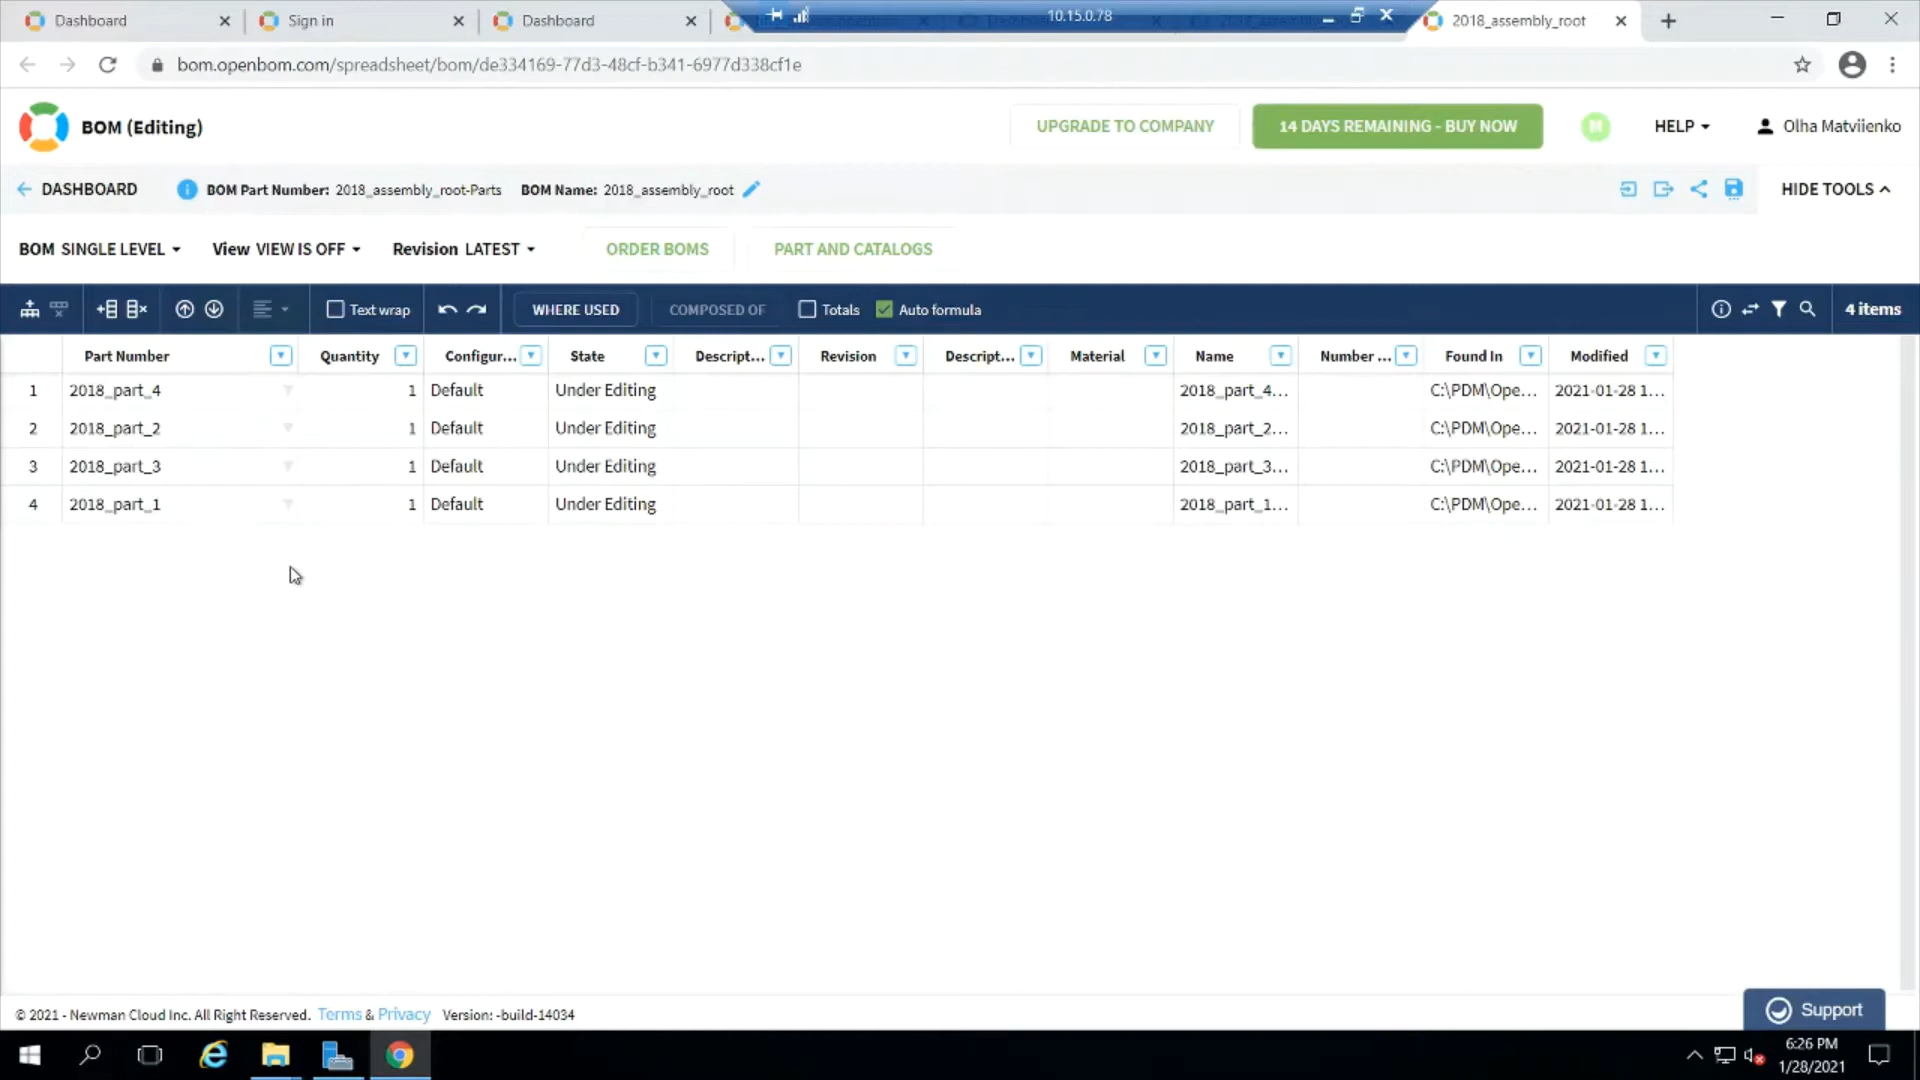 Dashboard
Sign in
Dashboard
10.15.0.78
2018_assembly_root
bom.openbom.com/spreadsheet/bom/de334169-77d3-48cf-b341-6977d338cf1e
BOM (Editing)
UPGRADE TO COMPANY
14 DAYS REMAINING - BUY NOW
HELP
Olha Matviienko
DASHBOARD
BOM Part Number: 2018_assembly_root-Parts
BOM Name: 2018_assembly_root
HIDE TOOLS
BOM SINGLE LEVEL
View VIEW IS OFF
Revision LATEST
ORDER BOMS
PART AND CATALOGS
Text wrap
WHERE USED
COMPOSED OF
Totals
Auto formula
4 items
Part Number Quantity Configur... State Descript... Revision Descript... Material Name Number ... Found In Modified
1 2018_part_4 1 Default Under Editing 2018_part_4... C:\PDM\Ope... 2021-01-28 1...
2 2018_part_2 1 Default Under Editing 2018_part_2... C:\PDM\Ope... 2021-01-28 1...
3 2018_part_3 1 Default Under Editing 2018_part_3... C:\PDM\Ope... 2021-01-28 1...
4 2018_part_1 1 Default Under Editing 2018_part_1... C:\PDM\Ope... 2021-01-28 1...
© 2021 - Newman Cloud Inc. All Right Reserved. Terms & Privacy Version: -build-14034
Support
6:26 PM
1/28/2021